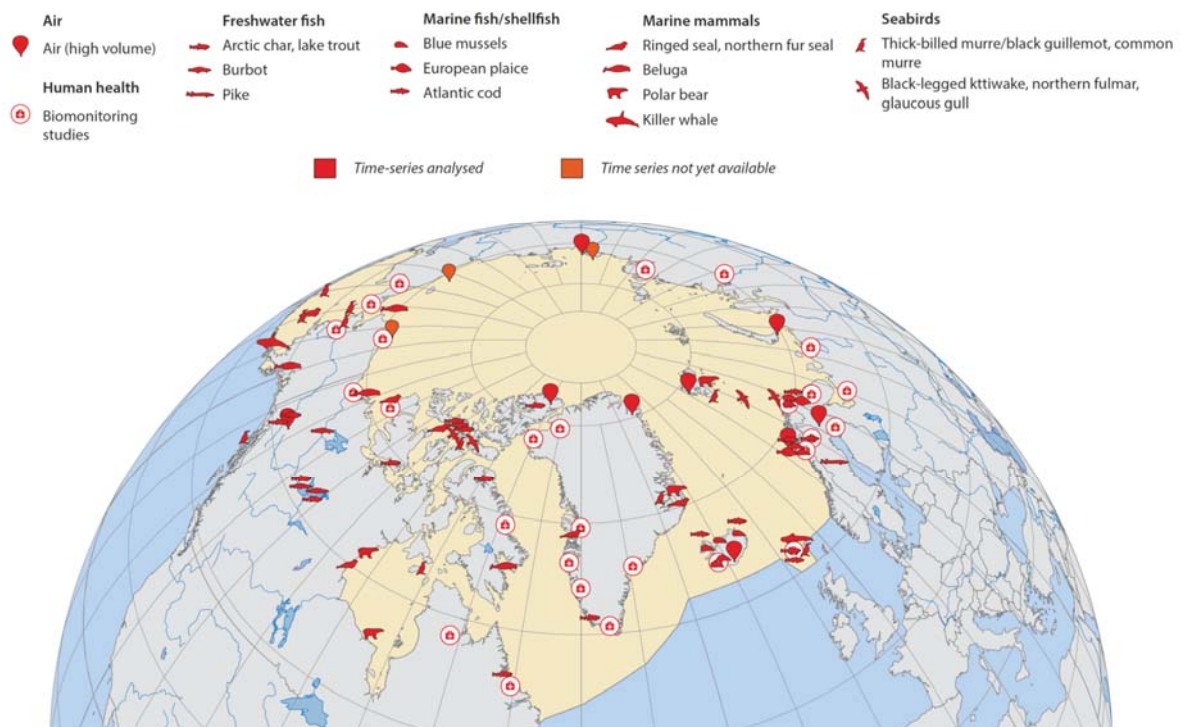 Air
Air (high volume)
Human health
Biomonitoring
studies
Freshwater fish
Arctic char, lake trout
Burbot
Pike
Marine fish/shellfish
Blue mussels
European plaice
Atlantic cod
Marine mammals
Ringed seal, northern fur seal
Beluga
Polar bear
Killer whale
Seabirds
Thick-billed murre/black guillemot, common
murre
Black-legged kttiwake, northern fulmar,
glaucous gull
Time-series analysed
Time series not yet available